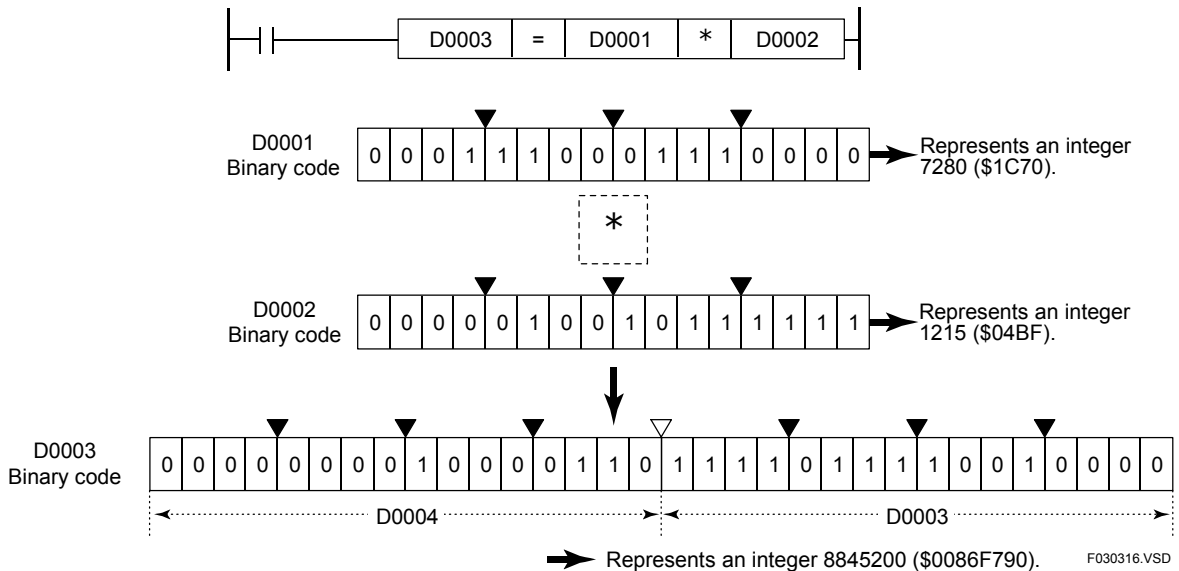 D0003 = D0001 * D0002
D0001
Binary code
0 0 0 1 1 1 0 0 0 1 1 1 0 0 0 0
Represents an integer
7280 ($1C70).
*
D0002
Binary code
0 0 0 0 0 1 0 0 1 0 1 1 1 1 1 1
Represents an integer
1215 ($04BF).
D0003
Binary code
0 0 0 0 0 0 0 0 1 0 0 0 0 1 1 0 1 1 1 1 0 1 1 1 1 0 0 1 0 0 0 0
D0004 D0003
Represents an integer 8845200 ($0086F790).
F030316.VSD